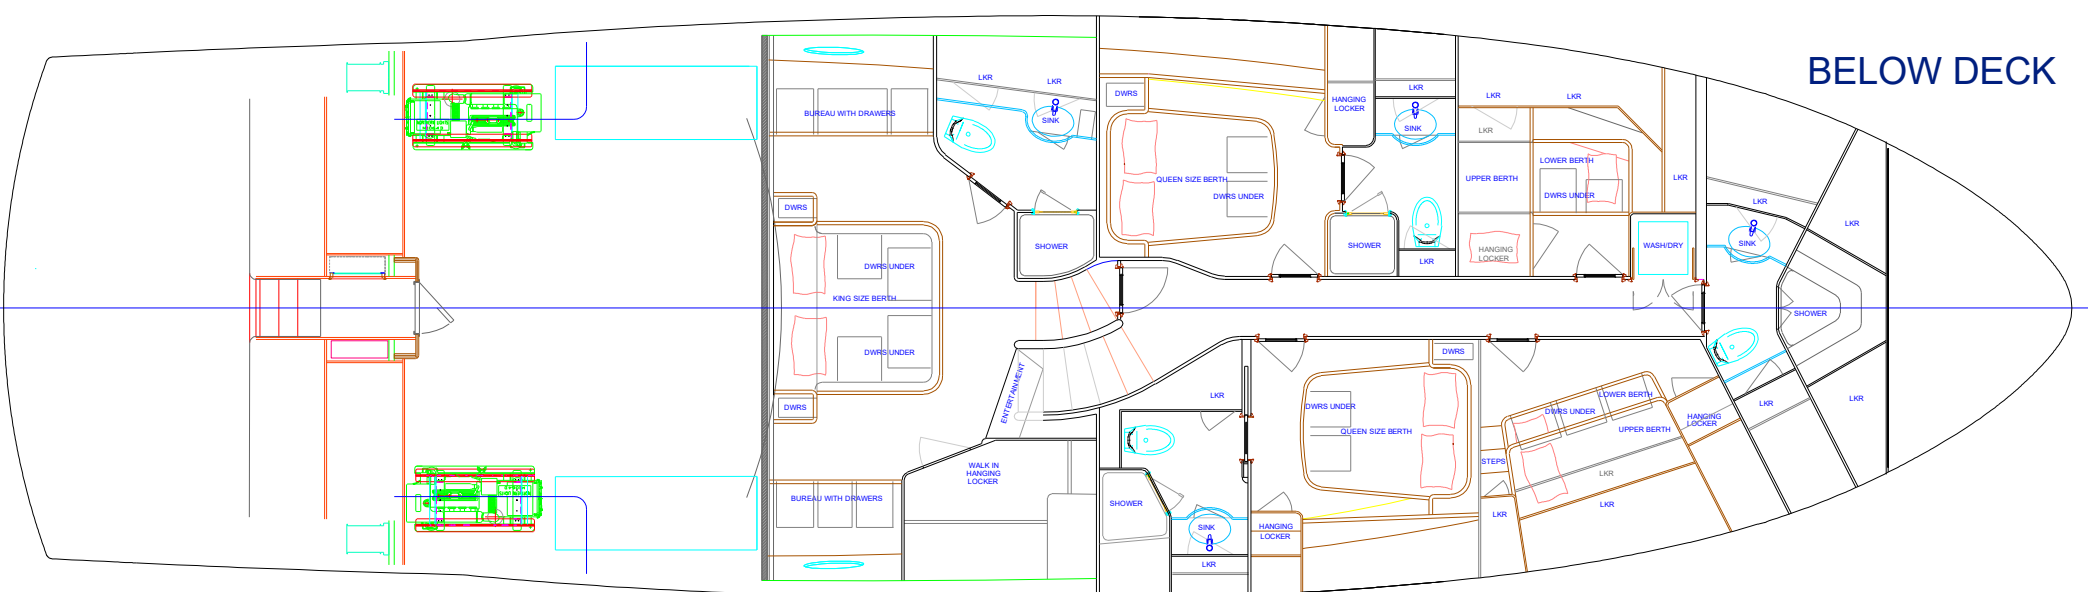 BELOW DECK
LKR
LKR
SINK
BUREAU WITH DRAWERS
DWRS
SHOWER
DWRS UNDER
KING SIZE BERTH
DWRS UNDER
DWRS
ENTERTAINMENT
WALK IN
HANGING
LOCKER
BUREAU WITH DRAWERS
DWRS
QUEEN SIZE BERTH
DWRS UNDER
HANGING
LOCKER
LKR
SINK
SHOWER
LKR
LKR
LKR
LKR
UPPER BERTH
LOWER BERTH
DWRS UNDER
LKR
HANGING
LOCKER
WASH/DRY
LKR
SINK
LKR
SHOWER
LKR
SHOWER
SINK
LKR
HANGING
LOCKER
DWRS
DWRS UNDER
QUEEN SIZE BERTH
STEPS
LKR
LOWER BERTH
DWRS UNDER
UPPER BERTH
LKR
LKR
HANGING
LOCKER
LKR
LKR